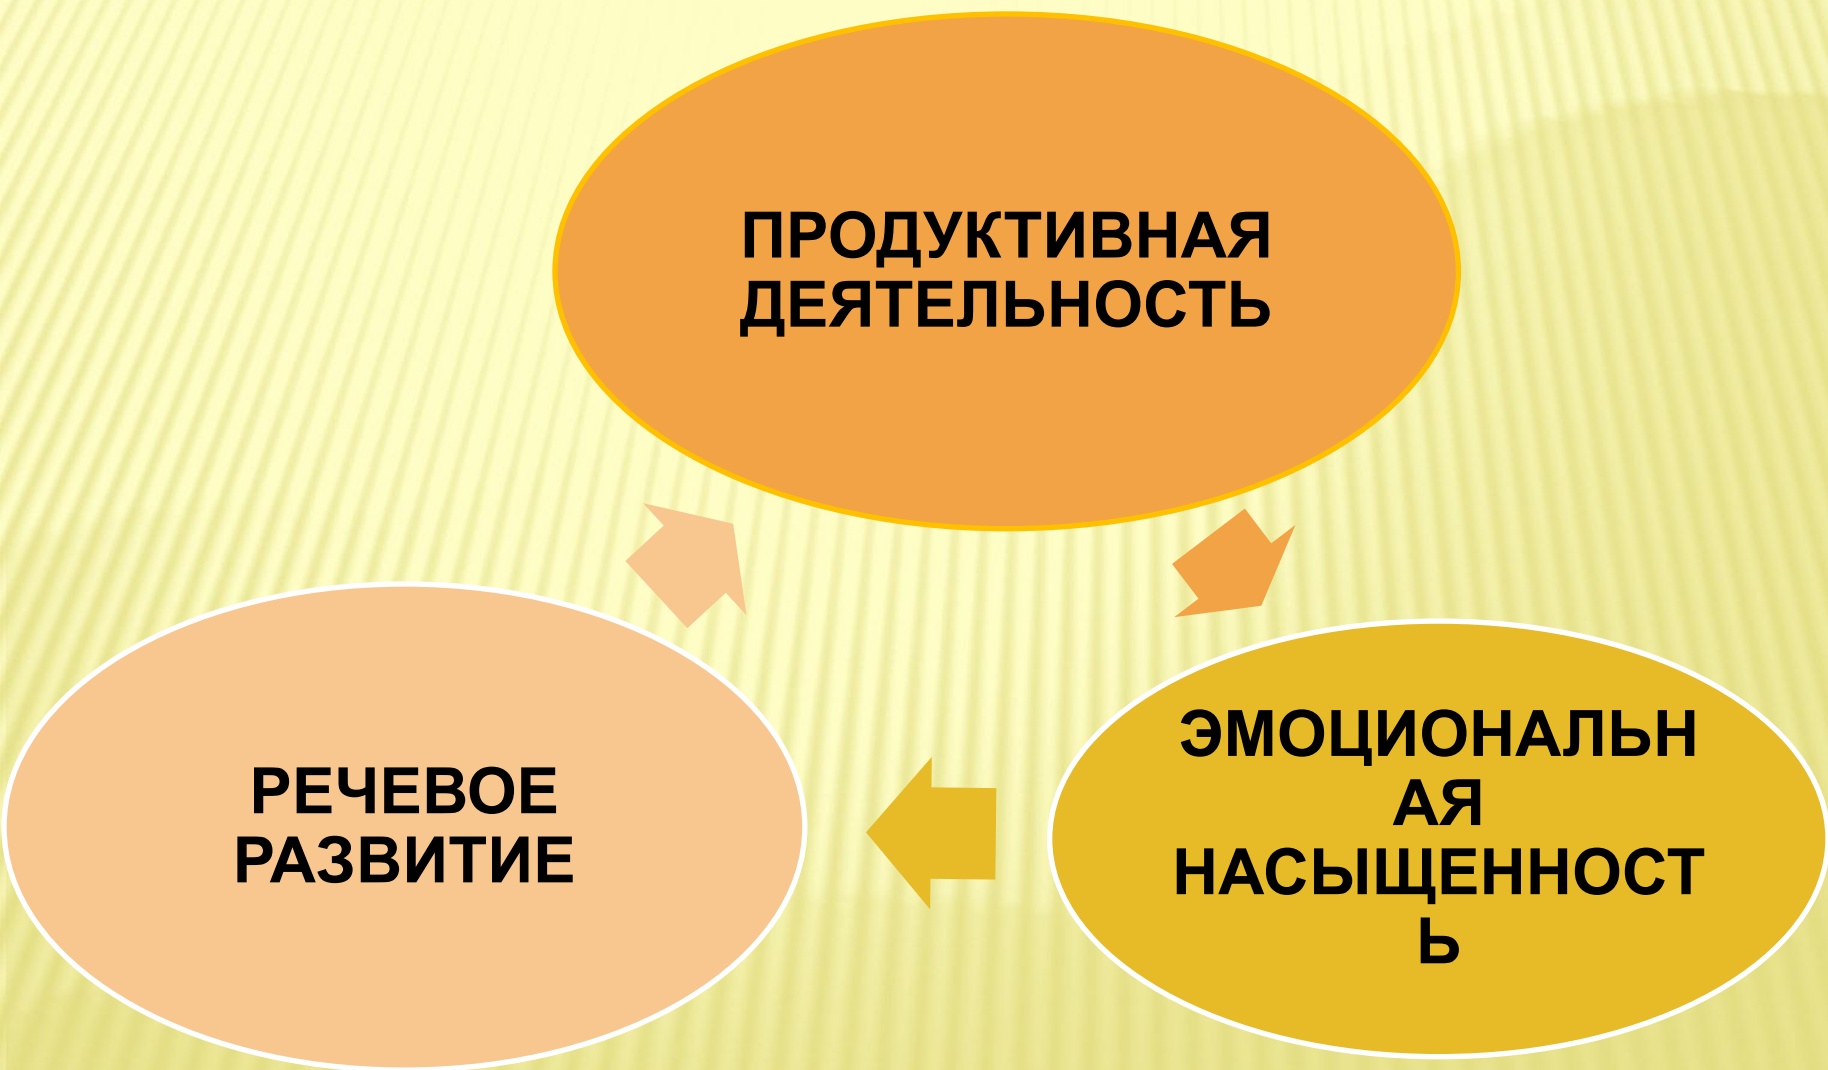 ПРОДУКТИВНАЯ
ДЕЯТЕЛЬНОСТЬ
РЕЧЕВОЕ
РАЗВИТИЕ
ЭМОЦИОНАЛЬН
АЯ
НАСЫЩЕННОСТ
Ь